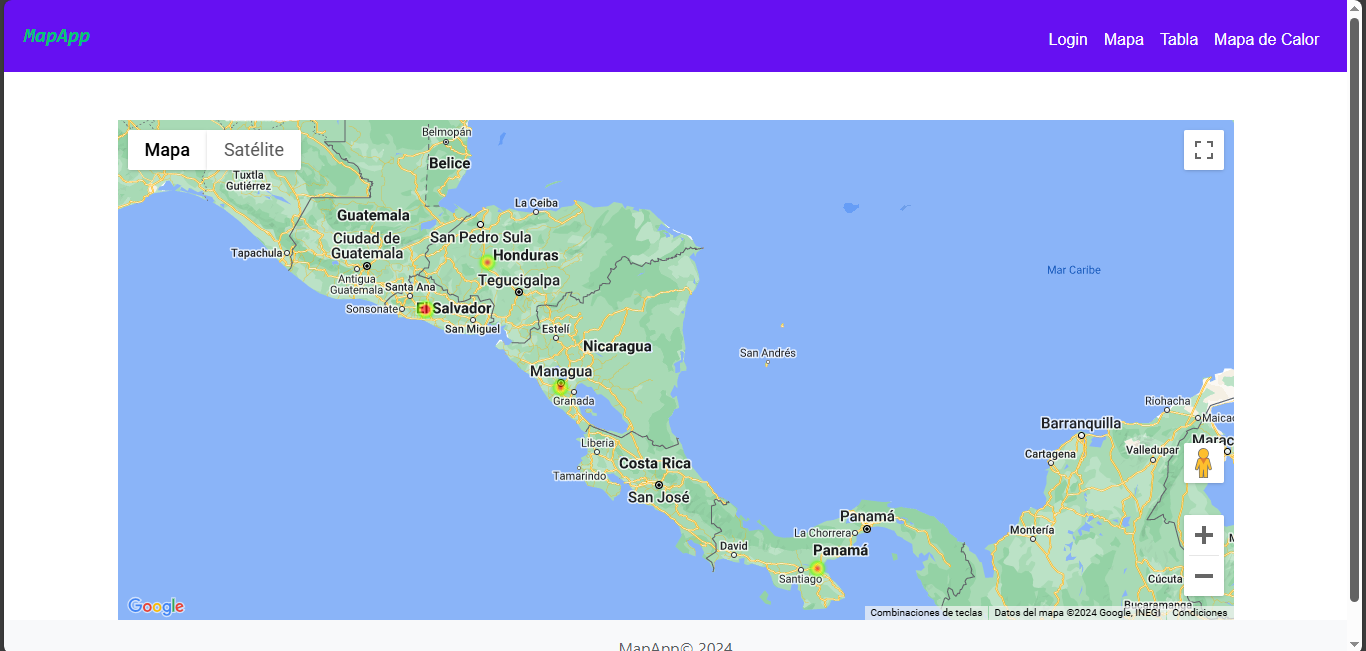 MapApp
Login Mapa Tabla Mapa de Calor
Mapa Satélite
Belmopán
Belice
Tuxtla
Gutiérrez
La Ceiba
Guatemala
San Pedro Sula
Ciudad de
Guatemala
Honduras
Tapachula
Mar Caribe
Antigua
Guatemala
Santa Ana
Tegucigalpa
Sonsonate
El Salvador
San Miguel
Estelí
Nicaragua
San Andrés
Managua
Granada
Riohacha
Maicao
Barranquilla
Liberia
Cartagena
Valledupar
Marac
Costa Rica
Tamarindo
San José
Panamá
La Chorrera
Montería
David
Panamá
Santiago
Cúcuta
Bucaramanga
Google
Combinaciones de teclas Datos del mapa ©2024 Google, INEGI Condiciones
MapApp© 2024